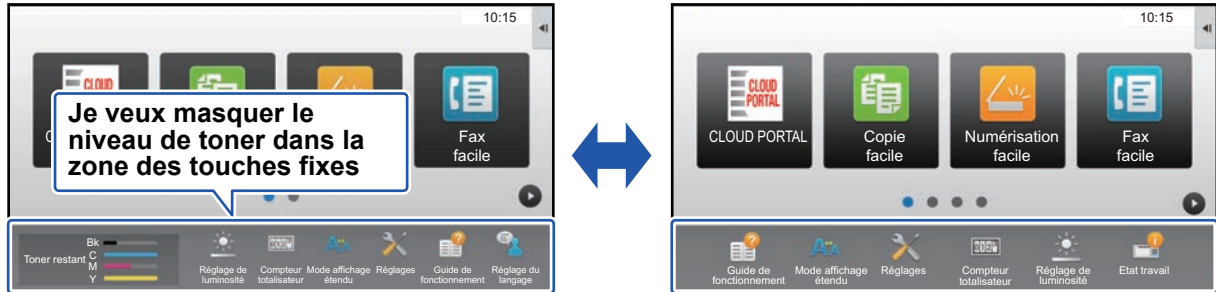 10:15
CLOUD
Je veux masquer le
niveau de toner dans la
zone des touches fixes
Fax
facile
Toner restant
Bk
C
M
Y
Réglage de
luminosité
Compteur
totalisateur
Mode affichage
étendu
Réglages
Guide de
fonctionnement
Réglage du
langage
10:15
CLOUD
PORTAL
CLOUD PORTAL
Copie
facile
Numérisation
facile
Fax
facile
Guide de
fonctionnement
Mode affichage
étendu
Réglages
Compteur
totalisateur
Réglage de
luminosité
Etat travail